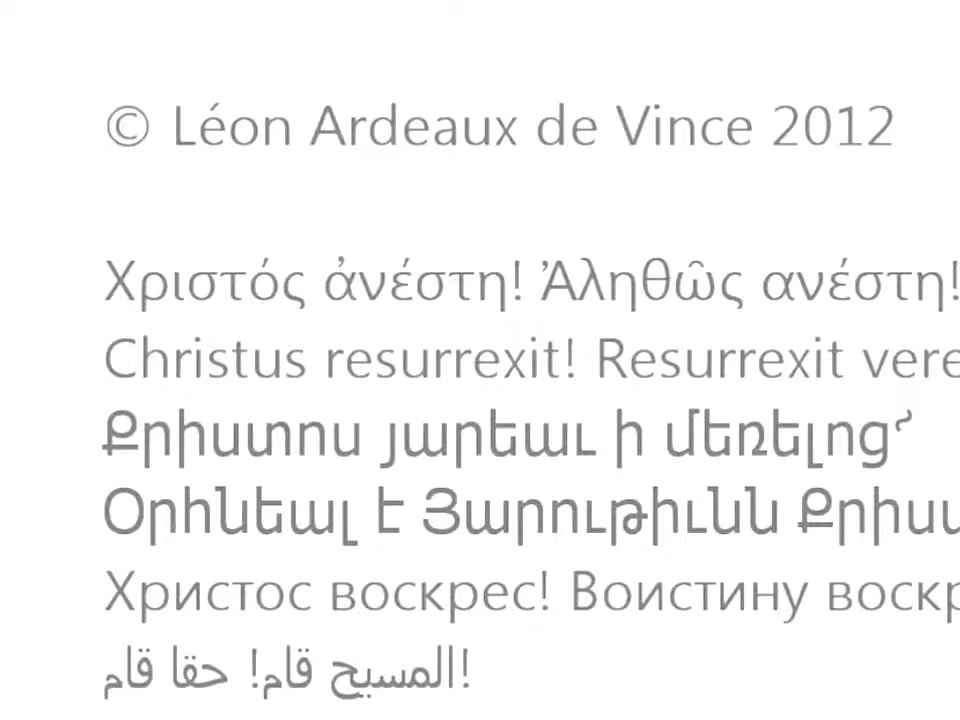 © Léon Ardeaux de Vince 2012
Χριστός ἀνέστη! Ἀληθῶς ανέστη!
Christus resurrexit! Resurrexit vere
Քրիստոս յարեաւ ի մեռելոց՜
Օրհնեալ է Յարութիւնն
Христос воскрес! Воистину
المسيح قام! حقا قام!